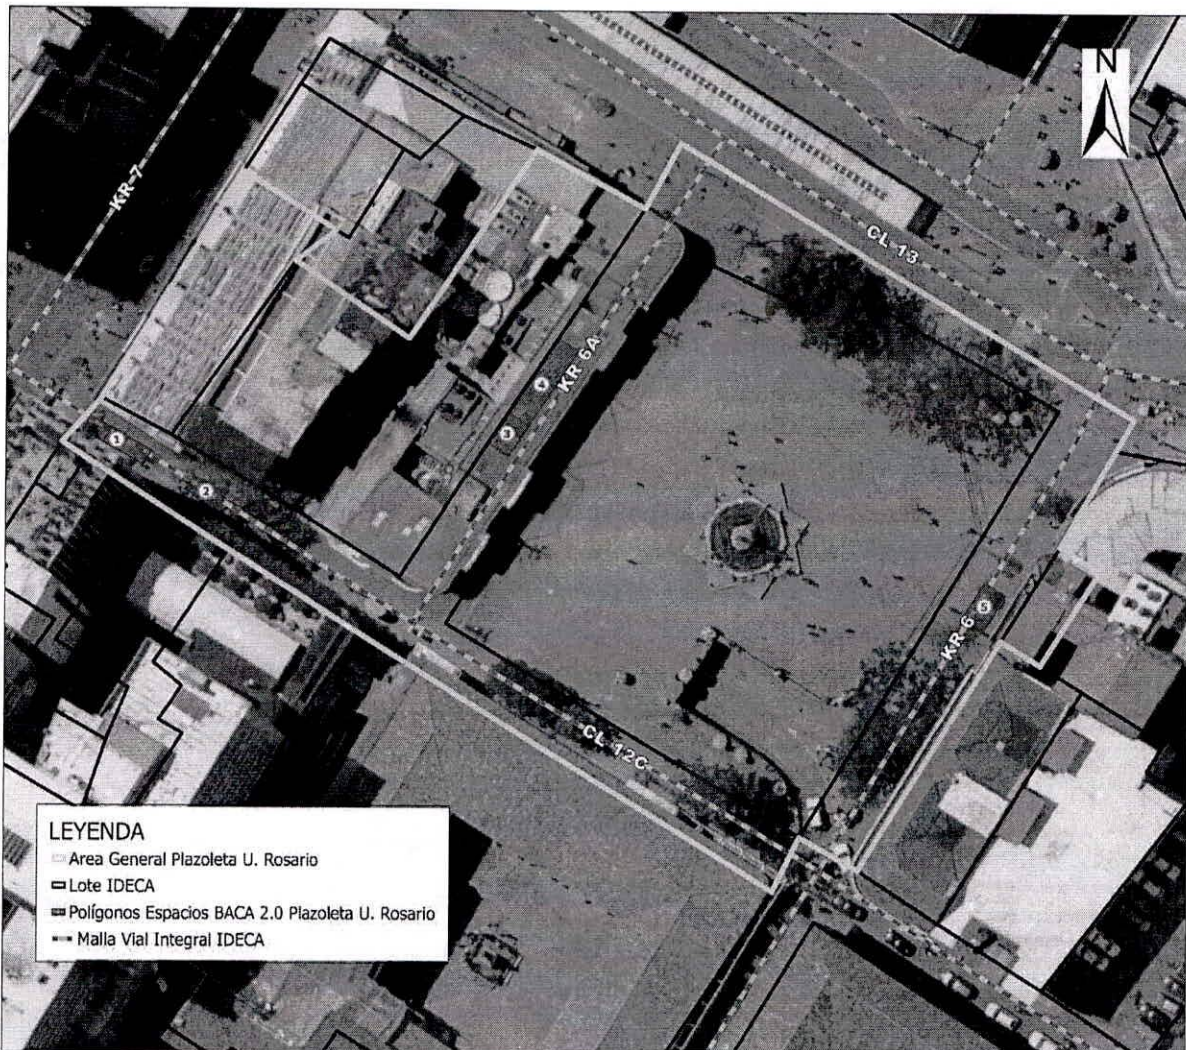 N
KR-7
CL 13
KR 6A
4
3
1
2
KR 6
5
CL 12C
LEYENDA
Area General Plazoleta U. Rosario
Lote IDECA
Polígonos Espacios BACA 2.0 Plazoleta U. Rosario
Malla Vial Integral IDECA